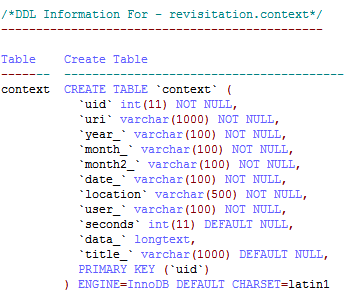 /*DDL Information For - revisitation.context*/
----------------------------------------------
Table    Create Table
-------  ----------------------------------------
context  CREATE TABLE `context` (
`uid` int(11) NOT NULL,
`uri` varchar(1000) NOT NULL,
`year_` varchar(100) NOT NULL,
`month_` varchar(100) NOT NULL,
`month2_` varchar(100) NOT NULL,
`date_` varchar(100) NOT NULL,
`location` varchar(500) NOT NULL,
`user_` varchar(100) NOT NULL,
`seconds` int(11) DEFAULT NULL,
`data_` longtext,
`title_` varchar(1000) DEFAULT NULL,
PRIMARY KEY (`uid`)
) ENGINE=InnoDB DEFAULT CHARSET=latin1